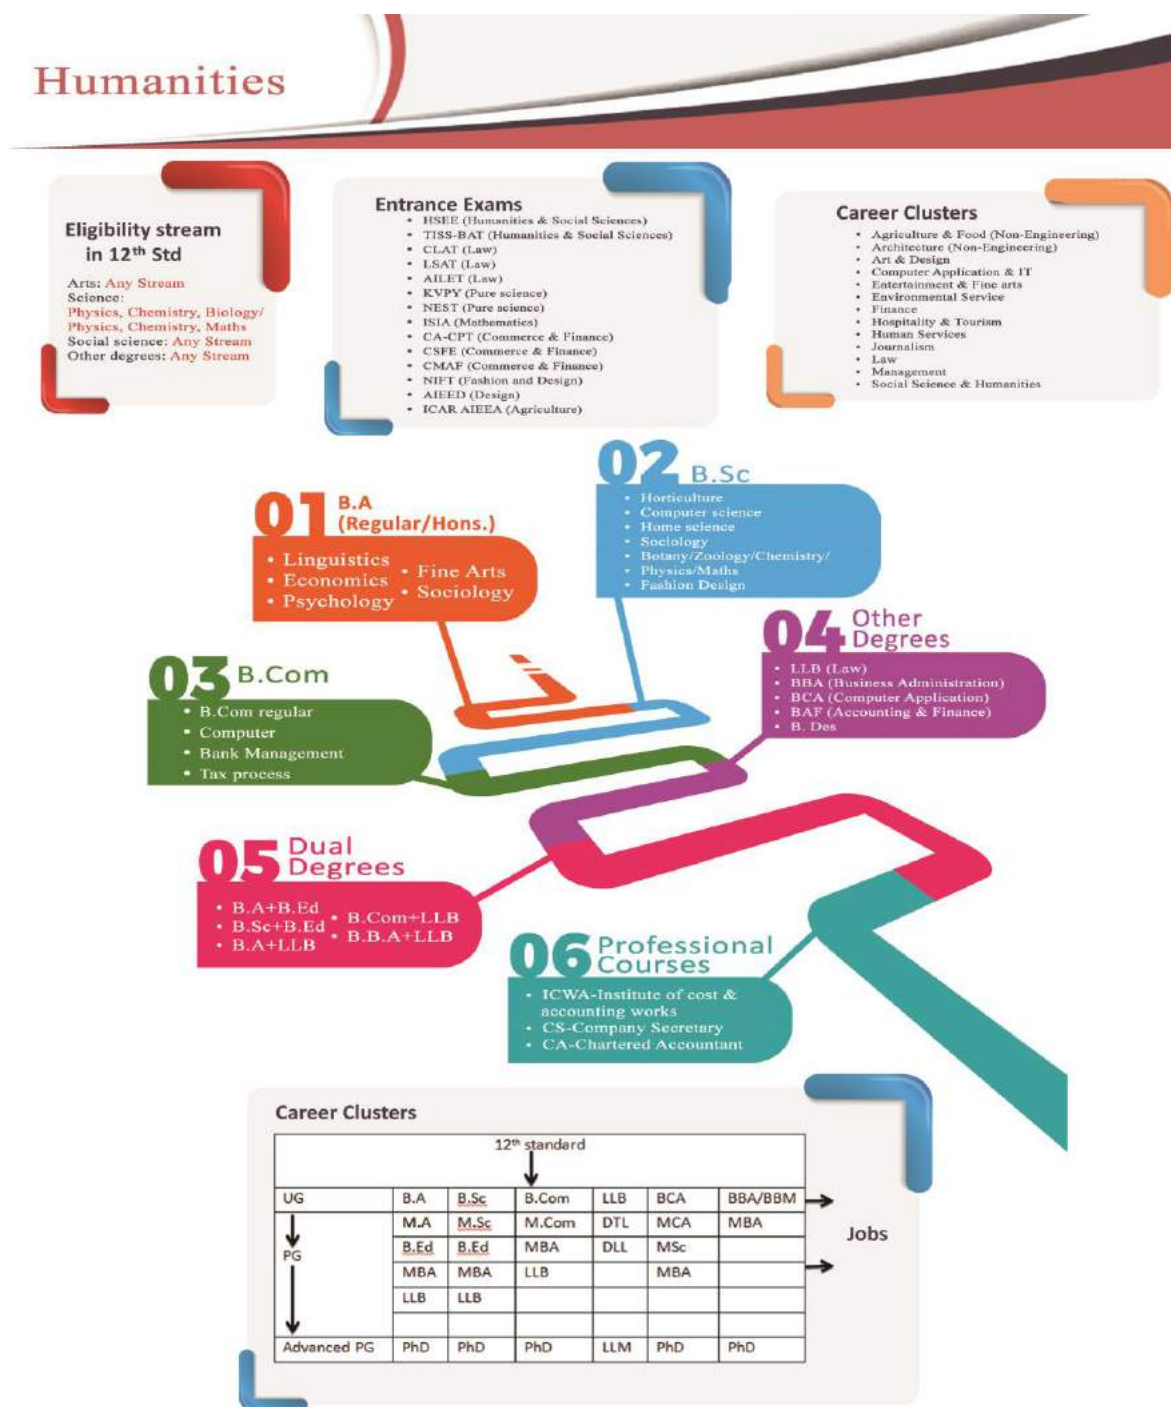 Humanities
Eligibility stream
in 12th Std
Arts: Any Stream
Science:
Physics, Chemistry, Biology/
Physics, Chemistry, Maths
Social science: Any Stream
Other degrees: Any Stream
Entrance Exams
• HSEE (Humanities & Social Sciences)
• TISS-BAT (Humanities & Social Sciences)
• CLAT (Law)
• LSAT (Law)
• AILET (Law)
• KVPY (Pure science)
• NEST (Pure science)
• ISIA (Mathematics)
• CA-CPT (Commerce & Finance)
• CSFE (Commerce & Finance)
• CMAF (Commerce & Finance)
• NIFT (Fashion and Design)
• AIEED (Design)
• ICAR AIEEA (Agriculture)
Career Clusters
• Agriculture & Food (Non-Engineering)
• Architecture (Non-Engineering)
• Art & Design
• Computer Application & IT
• Entertainment & Fine arts
• Environmental Service
• Finance
• Hospitality & Tourism
• Human Services
• Journalism
• Law
• Management
• Social Science & Humanities
01 B.A
(Regular/Hons.)
• Linguistics
• Economics
• Psychology
• Fine Arts
• Sociology
02 B.Sc
• Horticulture
• Computer science
• Home science
• Sociology
• Botany/Zoology/Chemistry/
• Physics/Maths
• Fashion Design
03 B.Com
• B.Com regular
• Computer
• Bank Management
• Tax process
04 Other
Degrees
• LLB (Law)
• BBA (Business Administration)
• BCA (Computer Application)
• BAF (Accounting & Finance)
• B. Des
05 Dual
Degrees
• B.A+B.Ed
• B.Sc+B.Ed
• B.A+LLB
• B.Com+LLB
• B.B.A+LLB
06 Professional
Courses
• ICWA-Institute of cost &
accounting works
• CS-Company Secretary
• CA-Chartered Accountant
Career Clusters
12th standard
UG B.A B.Sc B.Com LLB BCA BBA/BBM
M.A M.Sc M.Com DTL MCA MBA
PG B.Ed B.Ed MBA DLL MSc
MBA MBA LLB MBA
LLB LLB
Advanced PG PhD PhD PhD LLM PhD PhD
Jobs